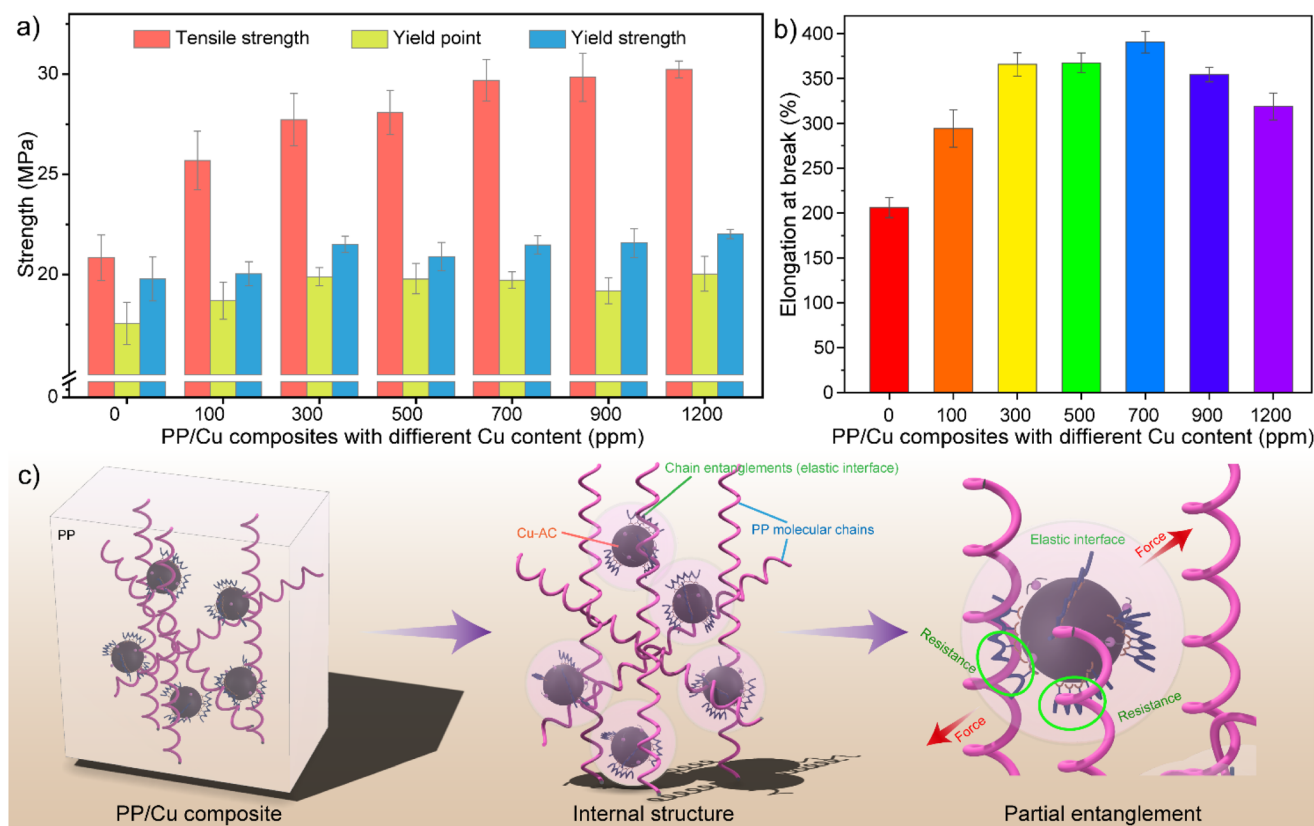 a)
Tensile strength
Yield point
Yield strength
Strength (MPa)
30
20
0
0 100 300 500 700 900 1200
PP/Cu composites with diffierent Cu content (ppm)
b)
Elongation at break (%)
400
350
300
250
200
150
100
50
0
0 100 300 500 700 900 1200
PP/Cu composites with diffierent Cu content (ppm)
c)
PP
PP/Cu composite
Chain entanglements (elastic interface)
Cu-AC
PP molecular chains
Internal structure
Elastic interface
Force
Resistance
Resistance
Force
Partial entanglement